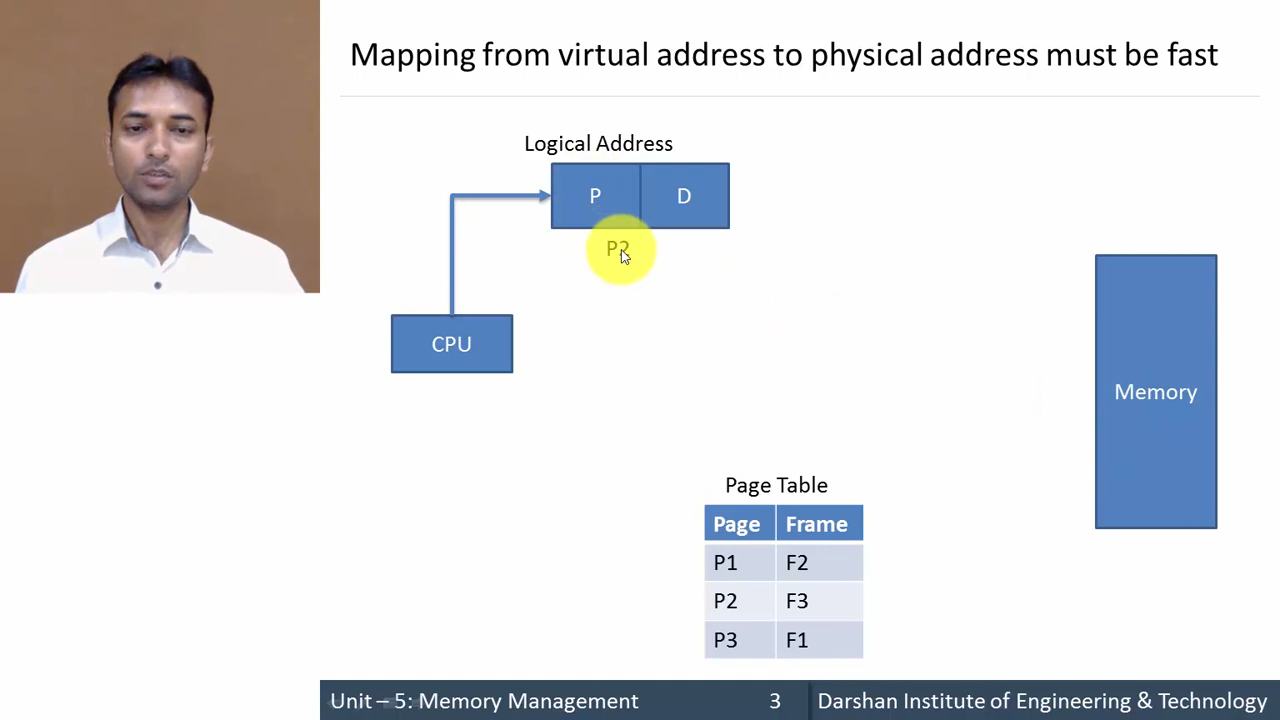 Mapping from virtual address to physical address must be fast
Logical Address
P D
P2
CPU
Memory
Page Table
Page Frame
P1 F2
P2 F3
P3 F1
Unit – 5: Memory Management 3 Darshan Institute of Engineering & Technology